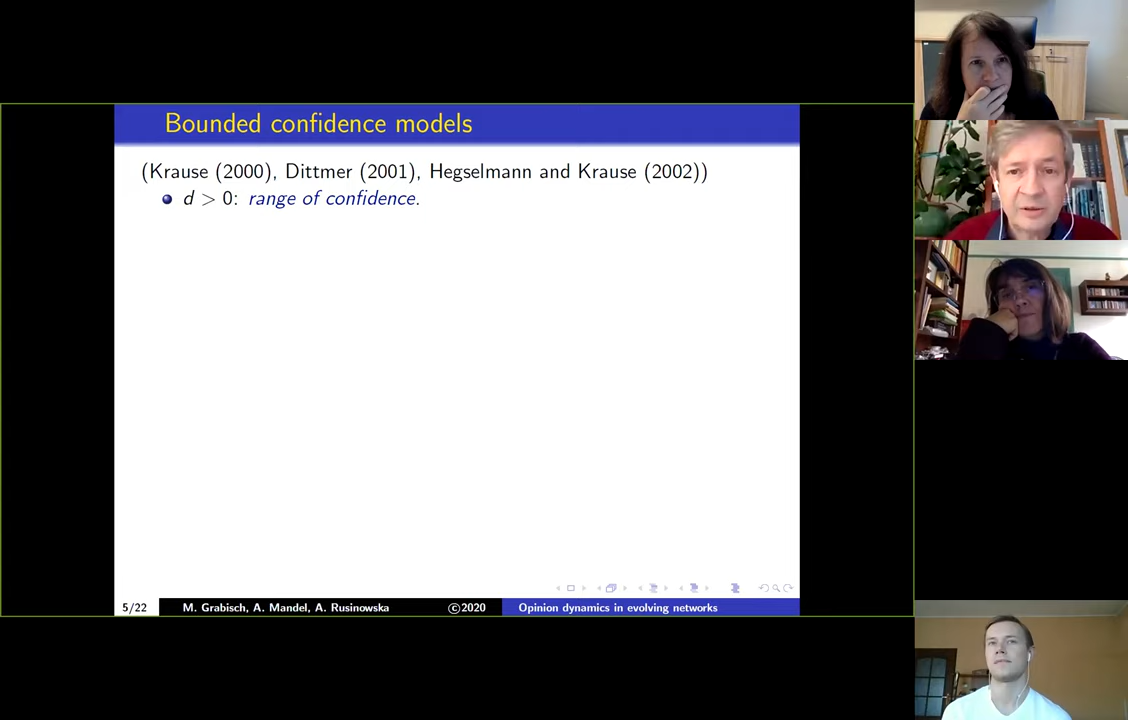 Bounded confidence models
(Krause (2000), Dittmer (2001), Hegselmann and Krause (2002))
d > 0: range of confidence.
5/22 M. Grabisch, A. Mandel, A. Rusinowska ©2020 Opinion dynamics in evolving networks